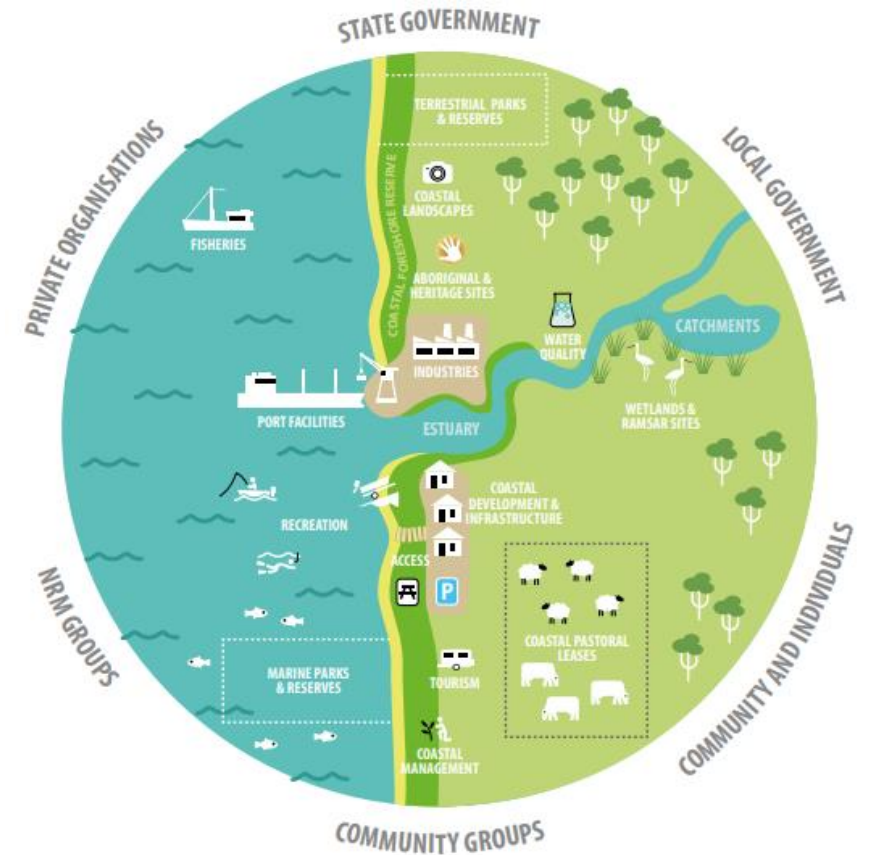 STATE GOVERNMENT
PRIVATE ORGANISATIONS
LOCAL GOVERNMENT
TERRESTRIAL PARKS
& RESERVES
COASTAL FORESHORE RESERVE
COASTAL
LANDSCAPES
FISHERIES
ABORIGINAL &
HERITAGE SITES
WATER
QUALITY
CATCHMENTS
INDUSTRIES
WETLANDS &
RAMSAR SITES
PORT FACILITIES
ESTUARY
COASTAL
DEVELOPMENT &
INFRASTRUCTURE
RECREATION
ACCESS
P
COASTAL PASTORAL
LEASES
MARINE PARKS
& RESERVES
TOURISM
COASTAL
MANAGEMENT
NRM GROUPS
COMMUNITY AND INDIVIDUALS
COMMUNITY GROUPS